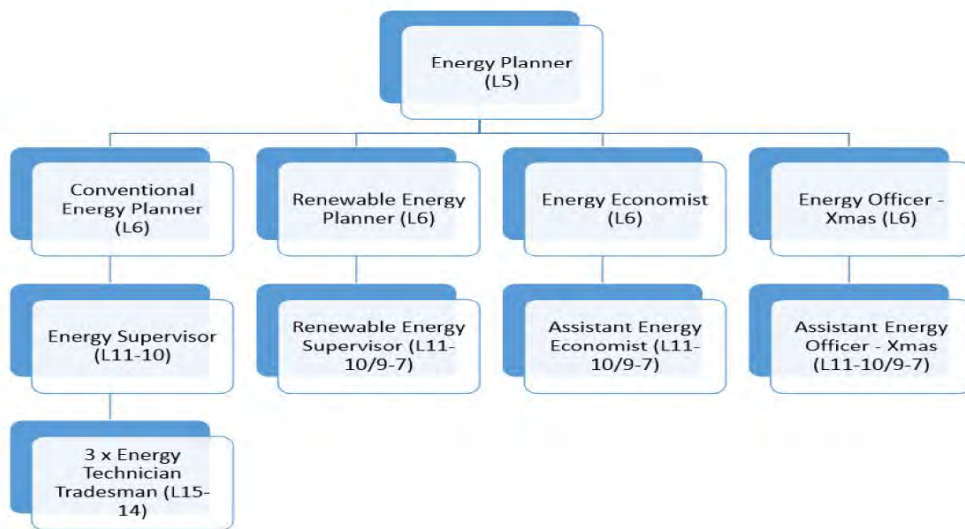 Energy Planner
(L5)
Conventional
Energy Planner
(L6)
Renewable Energy
Planner (L6)
Energy Economist
(L6)
Energy Officer -
Xmas (L6)
Energy Supervisor
(L11-10)
Renewable Energy
Supervisor (L11-
10/9-7)
Assistant Energy
Economist (L11-
10/9-7)
Assistant Energy
Officer - Xmas
(L11-10/9-7)
3 x Energy
Technician
Tradesman (L15-
14)